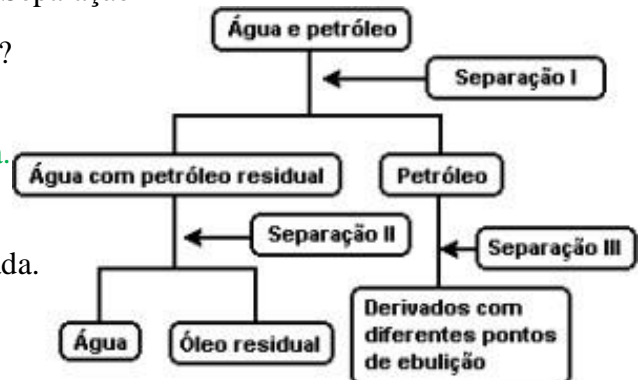 Água e petróleo
?
Separação I
Água com petróleo residual
Petróleo
Separação II
Separação III
ada.
Água
Óleo residual
Derivados com
diferentes pontos
de ebulição